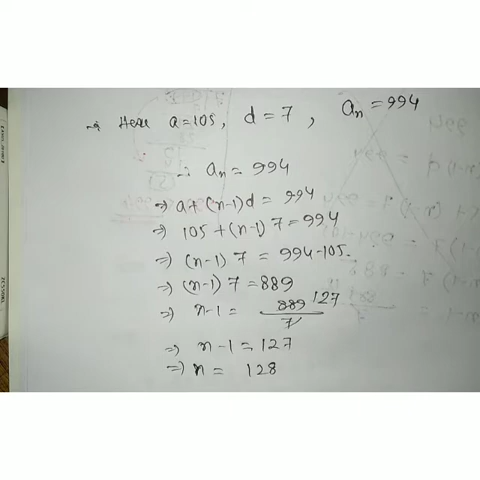 → Here a=105, d=7, an=994
∴ an=994
⇒ a+(n-1)d=994
⇒ 105+(n-1)7=994
⇒ (n-1)7=994-105.
⇒ (n-1)7=889
⇒ n-1=889/7 127
⇒ n-1=127
⇒ n=128